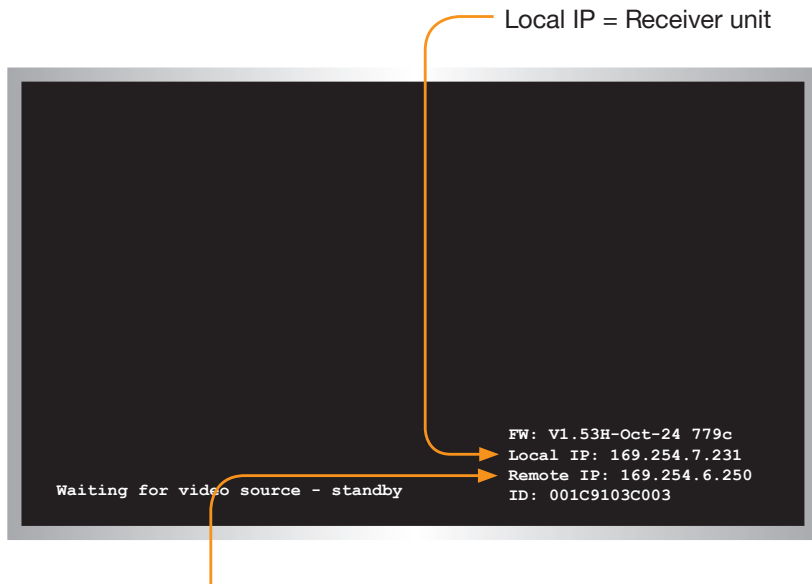 Local IP = Receiver unit
FW: V1.53H-Oct-24 779c
Local IP: 169.254.7.231
Remote IP: 169.254.6.250
Waiting for video source - standby
ID: 001C9103C003